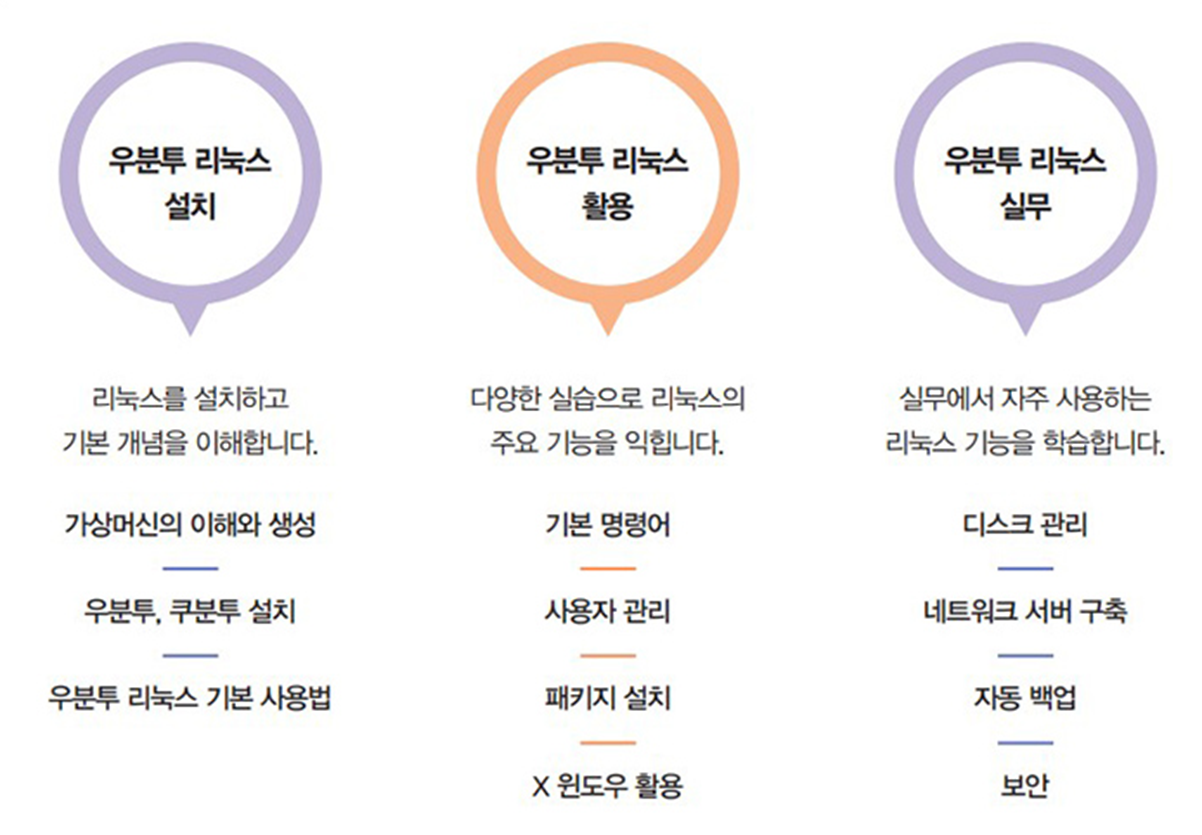 우분투 리눅스
설치
리눅스를 설치하고
기본 개념을 이해합니다.
가상머신의 이해와 생성
우분투, 쿠분투 설치
우분투 리눅스 기본 사용법
우분투 리눅스
활용
다양한 실습으로 리눅스의
주요 기능을 익힙니다.
기본 명령어
사용자 관리
패키지 설치
X 윈도우 활용
우분투 리눅스
실무
실무에서 자주 사용하는
리눅스 기능을 학습합니다.
디스크 관리
네트워크 서버 구축
자동 백업
보안